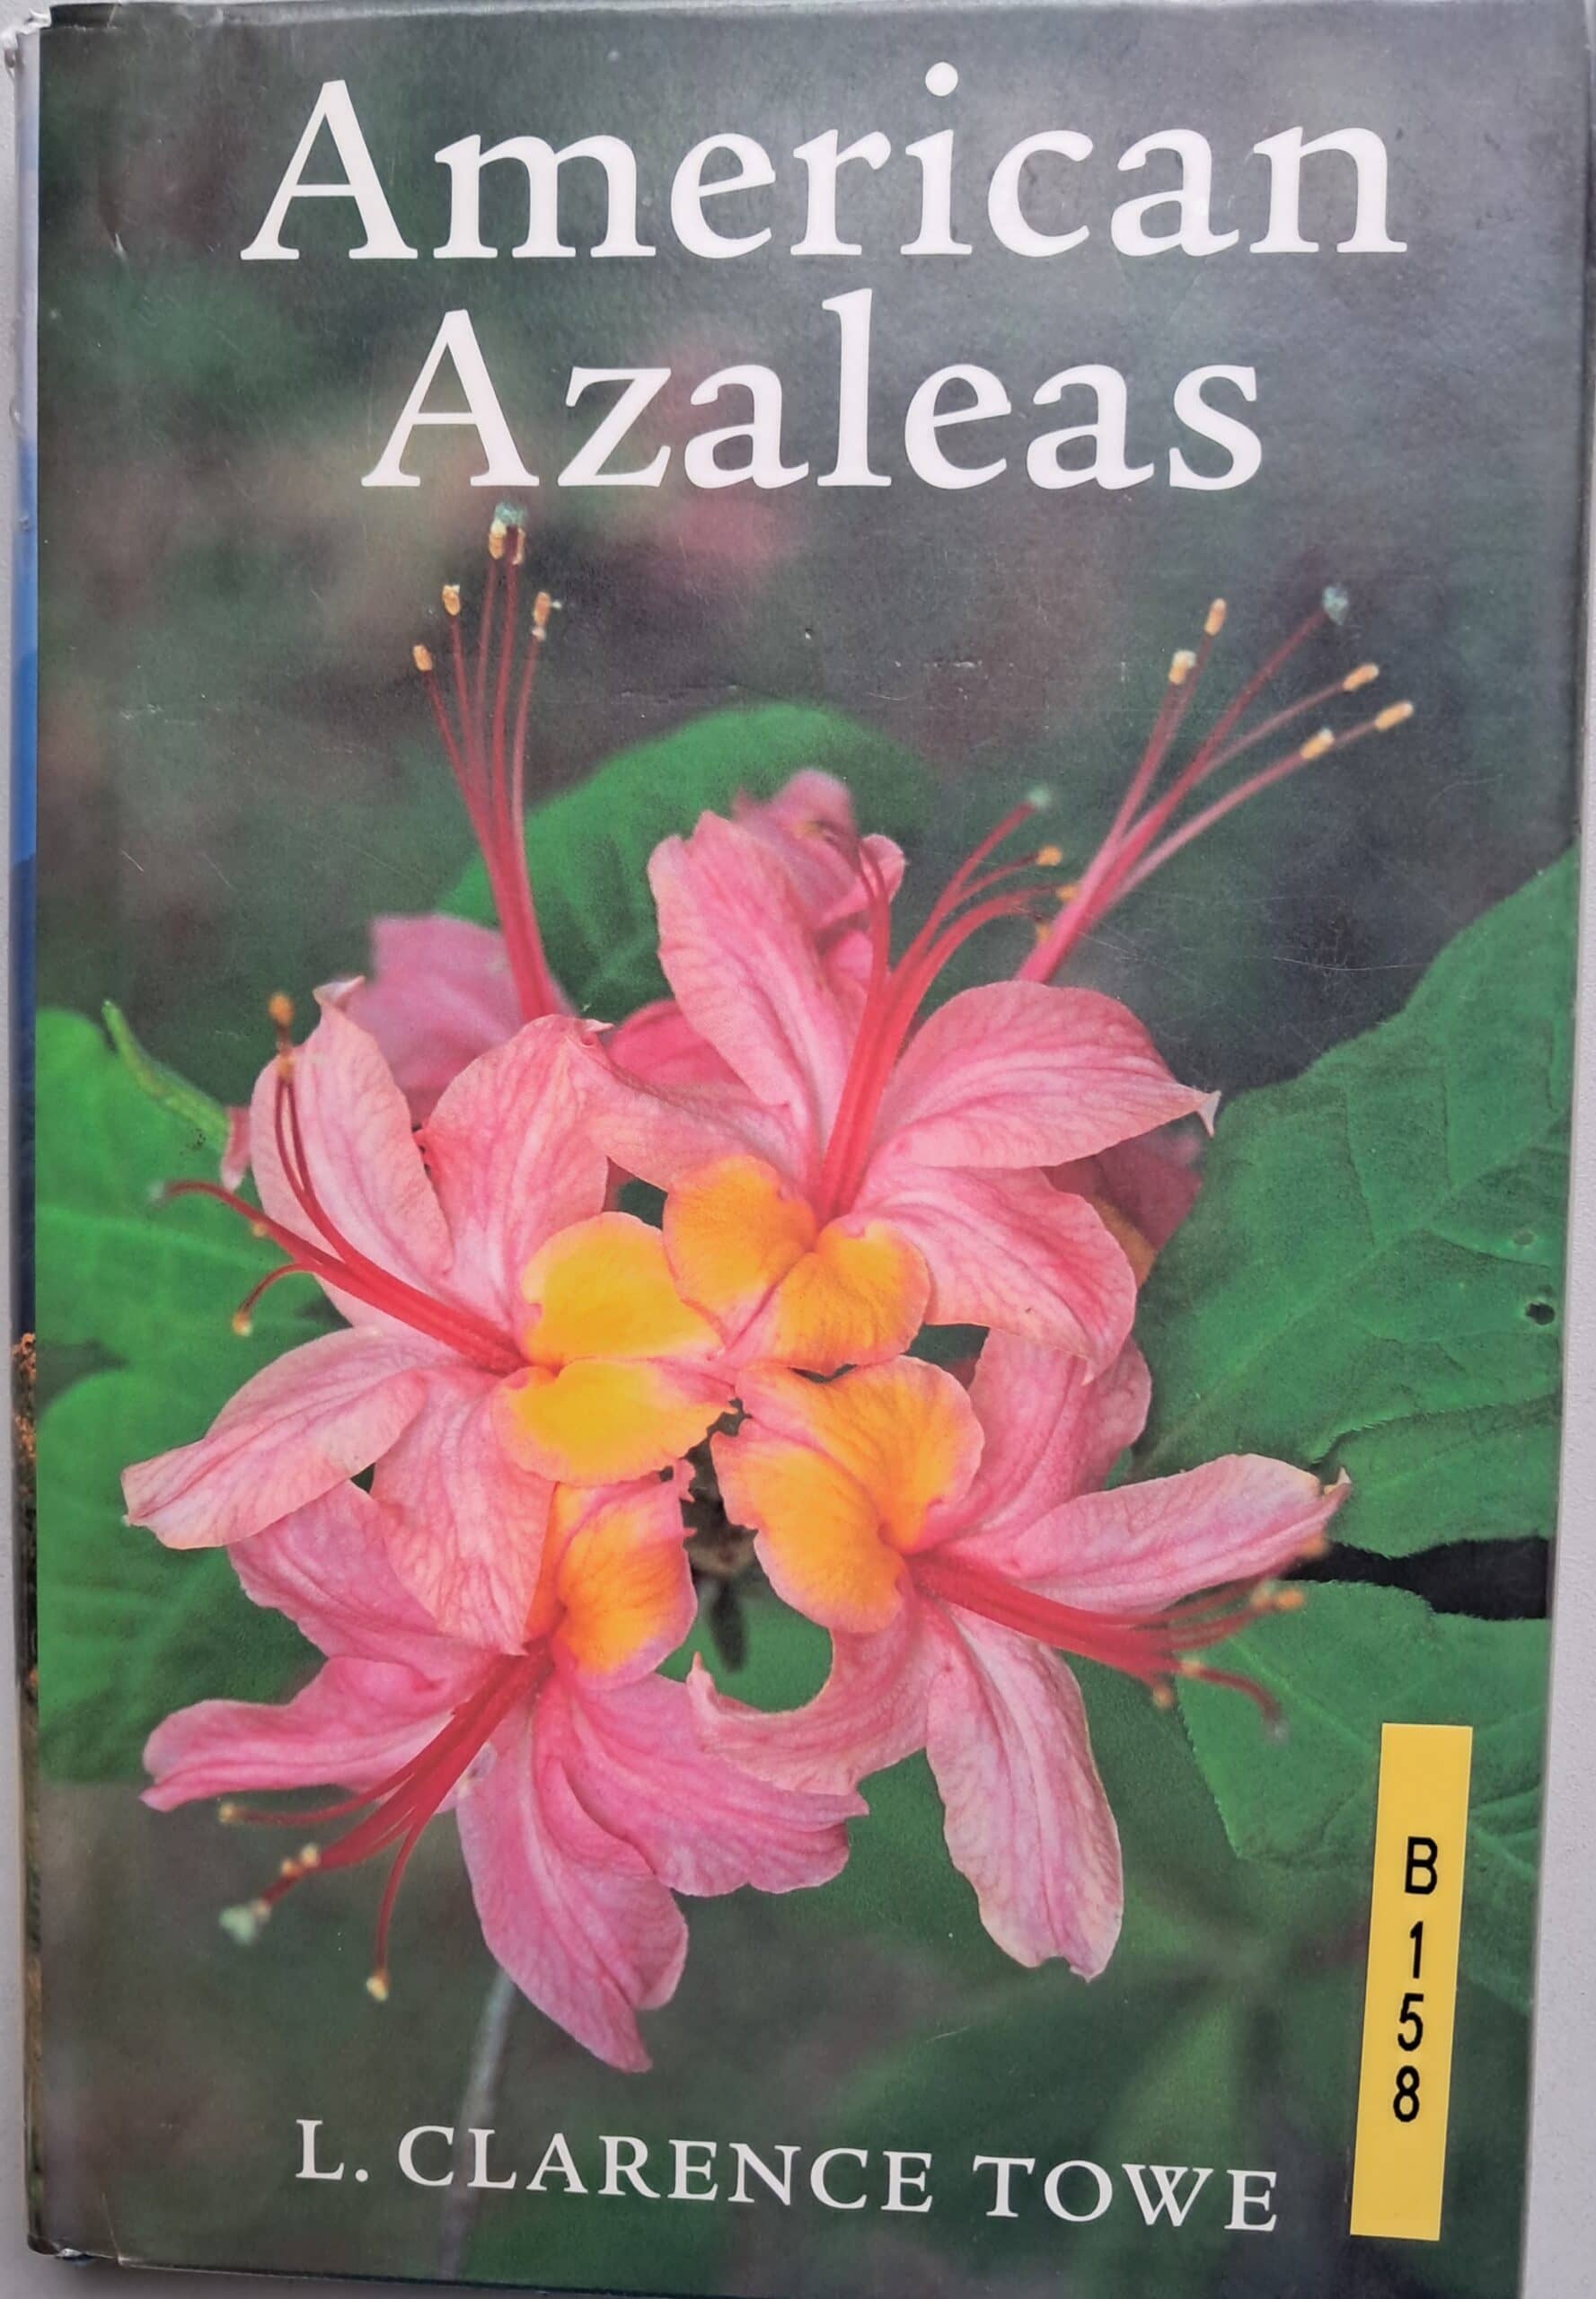 American
Azaleas
B
1
5
8
L. CLARENCE TOWE